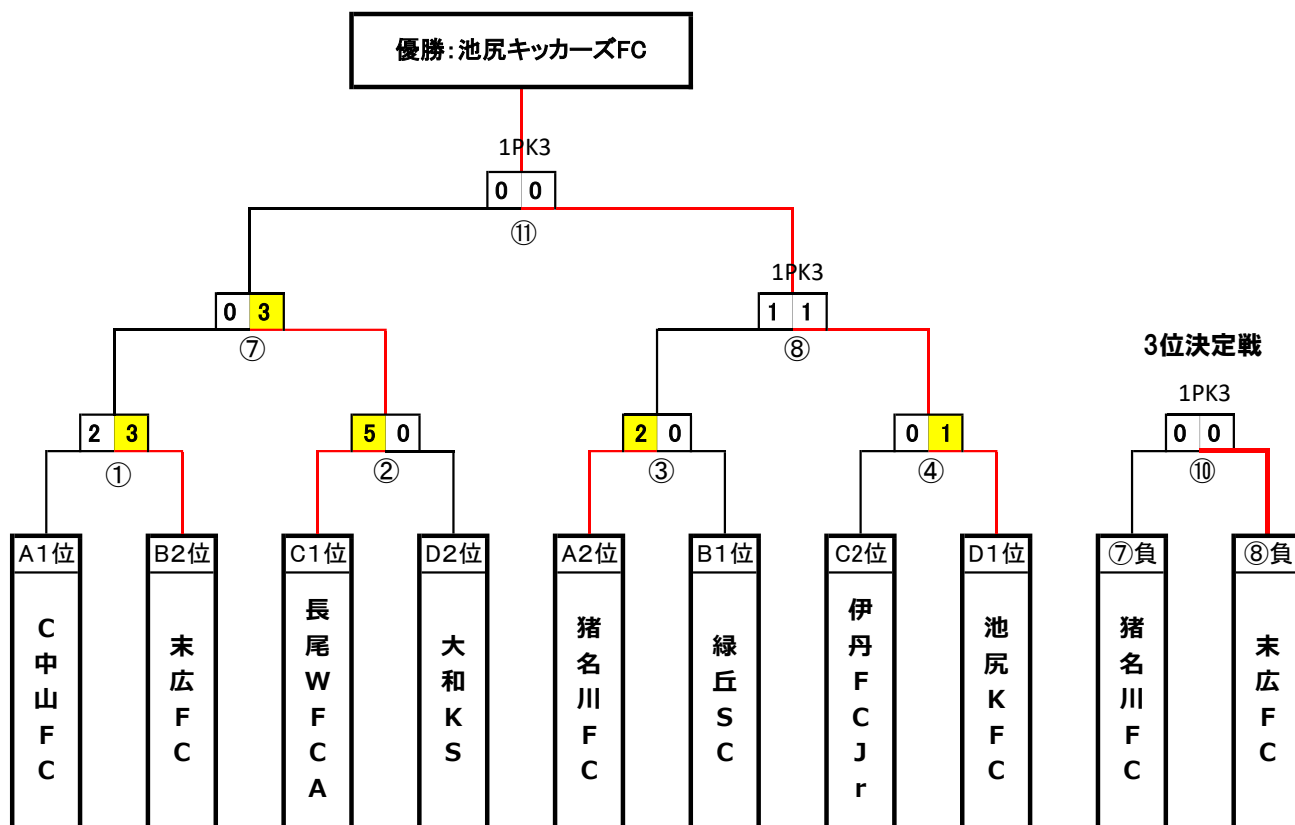 優勝:池尻キッカーズFC
1PK3
0 0
⑪
1PK3
0 3
1 1
⑦
⑧
3位決定戦
1PK3
2 3
5 0
2 0
0 1
0 0
①
②
③
④
⑩
A1位
B2位
C1位
D2位
A2位
B1位
C2位
D1位
⑦負
⑧負
C中山FC
末広FC
長尾WFCA
大和KS
猪名川FC
緑丘SC
伊丹FCJr
池尻KFC
猪名川FC
末広FC